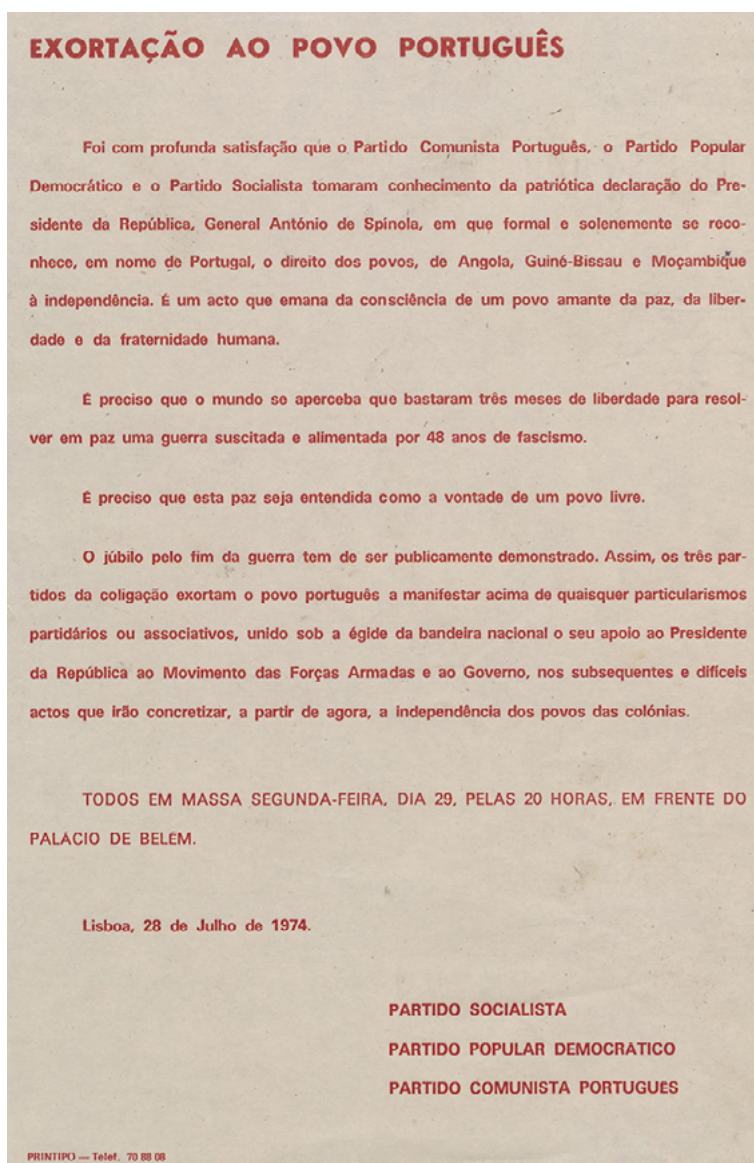 EXORTAÇÃO AO POVO PORTUGUÊS
Foi com profunda satisfação que o Partido Comunista Português, o Partido Popular
Democrático e o Partido Socialista tomaram conhecimento da patriótica declaração do Pre-
sidente da República, General António de Spínola, em que formal e solenemente se reco-
nhece, em nome de Portugal, o direito dos povos, de Angola, Guiné-Bissau e Moçambique
à independência. É um acto que emana da consciência de um povo amante da paz, da liber-
dade e da fraternidade humana.
É preciso que o mundo se aperceba que bastaram três meses de liberdade para resol-
ver em paz uma guerra suscitada e alimentada por 48 anos de fascismo.
É preciso que esta paz seja entendida como a vontade de um povo livre.
O júbilo pelo fim da guerra tem de ser publicamente demonstrado. Assim, os três par-
tidos da coligação exortam o povo português a manifestar acima de quaisquer particularismos
partidários ou associativos, unido sob a égide da bandeira nacional o seu apoio ao Presidente
da República ao Movimento das Forças Armadas e ao Governo, nos subsequentes e difíceis
actos que irão concretizar, a partir de agora, a independência dos povos das colónias.
TODOS EM MASSA SEGUNDA-FEIRA, DIA 29, PELAS 20 HORAS, EM FRENTE DO
PALÁCIO DE BELÉM.
Lisboa, 28 de Julho de 1974.
PARTIDO SOCIALISTA
PARTIDO POPULAR DEMOCRATICO
PARTIDO COMUNISTA PORTUGUÊS
PRINTIPO — Telef. 70 88 08